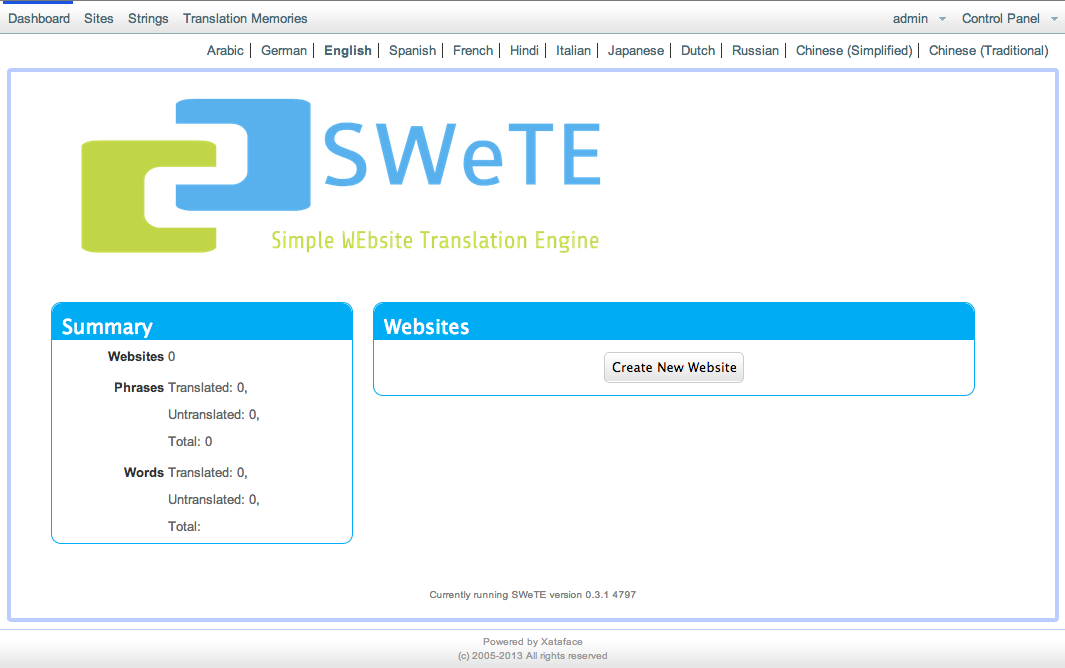 Dashboard Sites Strings Translation Memories admin Control Panel
Arabic German English Spanish French Hindi Italian Japanese Dutch Russian Chinese (Simplified) Chinese (Traditional)
SWeTE
Simple WEbsite Translation Engine
Summary
Websites 0
Phrases Translated: 0,
Untranslated: 0,
Total: 0
Words Translated: 0,
Untranslated: 0,
Total:
Websites
Create New Website
Currently running SWeTE version 0.3.1 4797
Powered by Xataface
(c) 2005-2013 All rights reserved